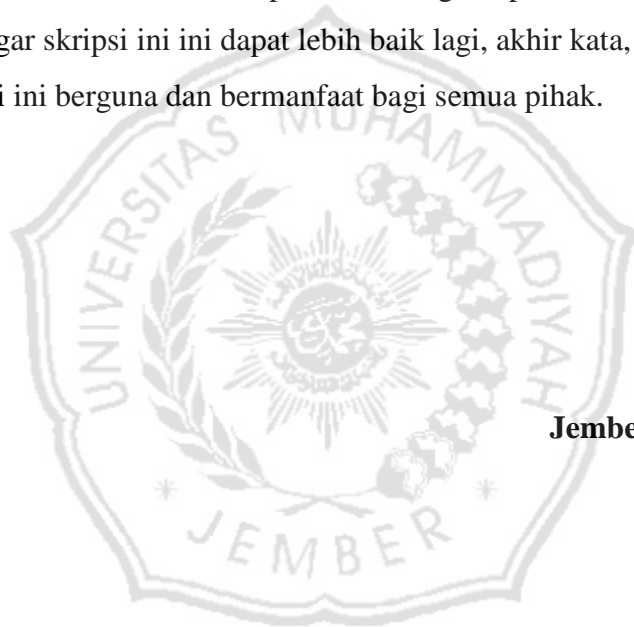 gar skripsi ini ini dapat lebih baik lagi, akhir kata,
i ini berguna dan bermanfaat bagi semua pihak.
UNIVERSITAS MUHAMMADIYAH
Jembe
* JEMBER *